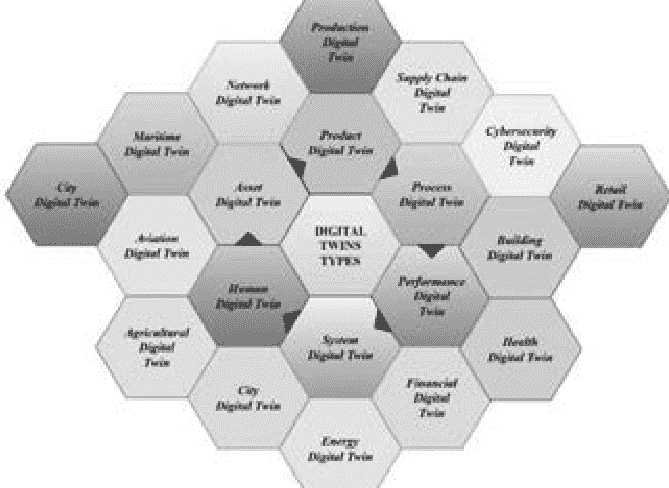 Production
Digital
Twin
Network
Digital Twin
Supply Chain
Digital
Twin
Maritime
Digital Twin
Product
Digital Twin
Cybersecurity
Digital
Twin
City
Digital Twin
Asset
Digital Twin
Process
Digital Twin
Retail
Digital Twin
Aviation
Digital Twin
DIGITAL
TWINS
TYPES
Building
Digital Twin
Human
Digital Twin
Performance
Digital
Twin
Agricultural
Digital
Twin
System
Digital Twin
Health
Digital Twin
City
Digital Twin
Financial
Digital
Twin
Energy
Digital Twin